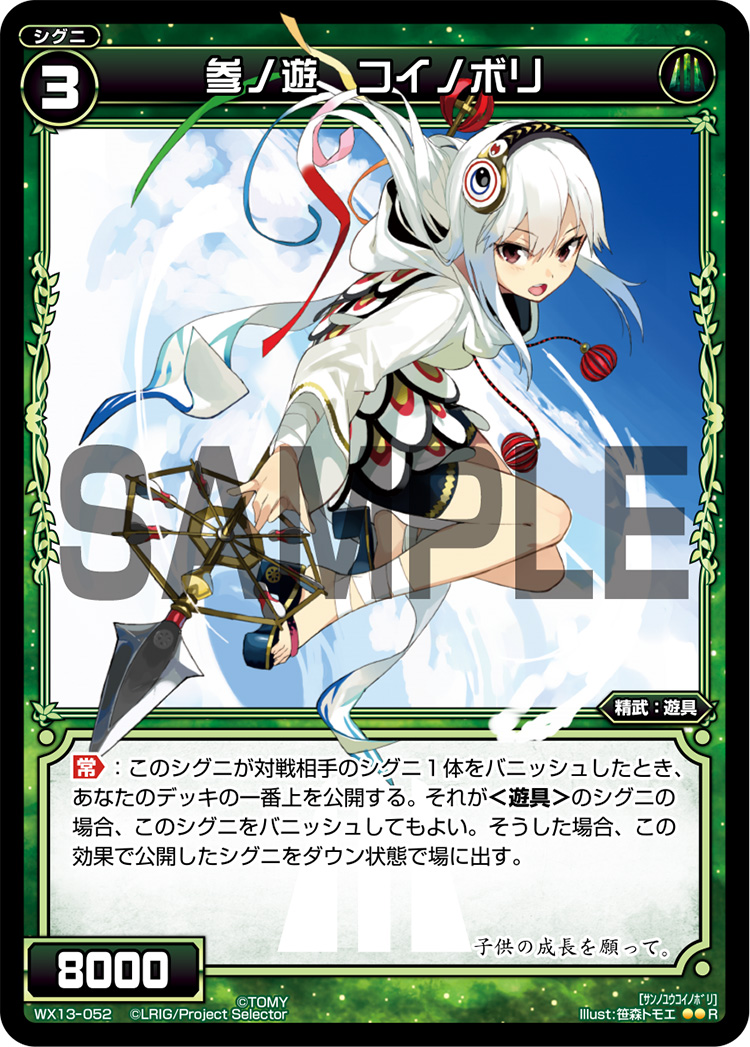 シグニ
3
参ノ遊 コイノボリ
SAMPLE
精武:遊具
常:このシグニが対戦相手のシグニ1体をバニッシュしたとき、
あなたのデッキの一番上を公開する。それが<遊具>のシグニの
場合、このシグニをバニッシュしてもよい。そうした場合、この
効果で公開したシグニをダウン状態で場に出す。
子供の成長を願って。
8000
[サンノユウコイノボリ]
©TOMY
WX13-052 ©LRIG/Project Selector
Illust:笹森トモエ R